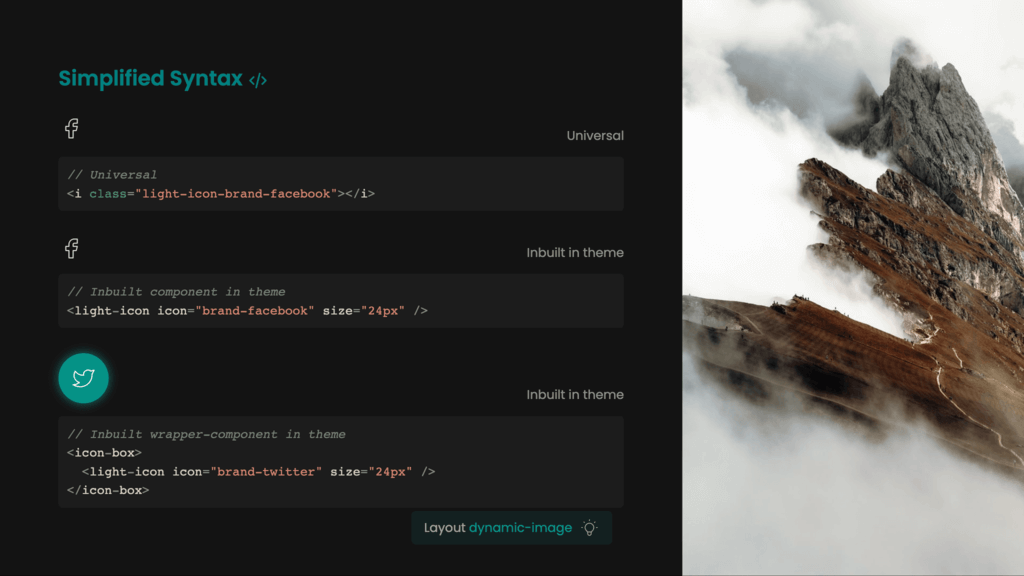 Simplified Syntax </>
Universal
// Universal
<i class="light-icon-brand-facebook"></i>
Inbuilt in theme
// Inbuilt component in theme
<light-icon icon="brand-facebook" size="24px" />
Inbuilt in theme
// Inbuilt wrapper-component in theme
<icon-box>
  <light-icon icon="brand-twitter" size="24px" />
</icon-box>
Layout dynamic-image